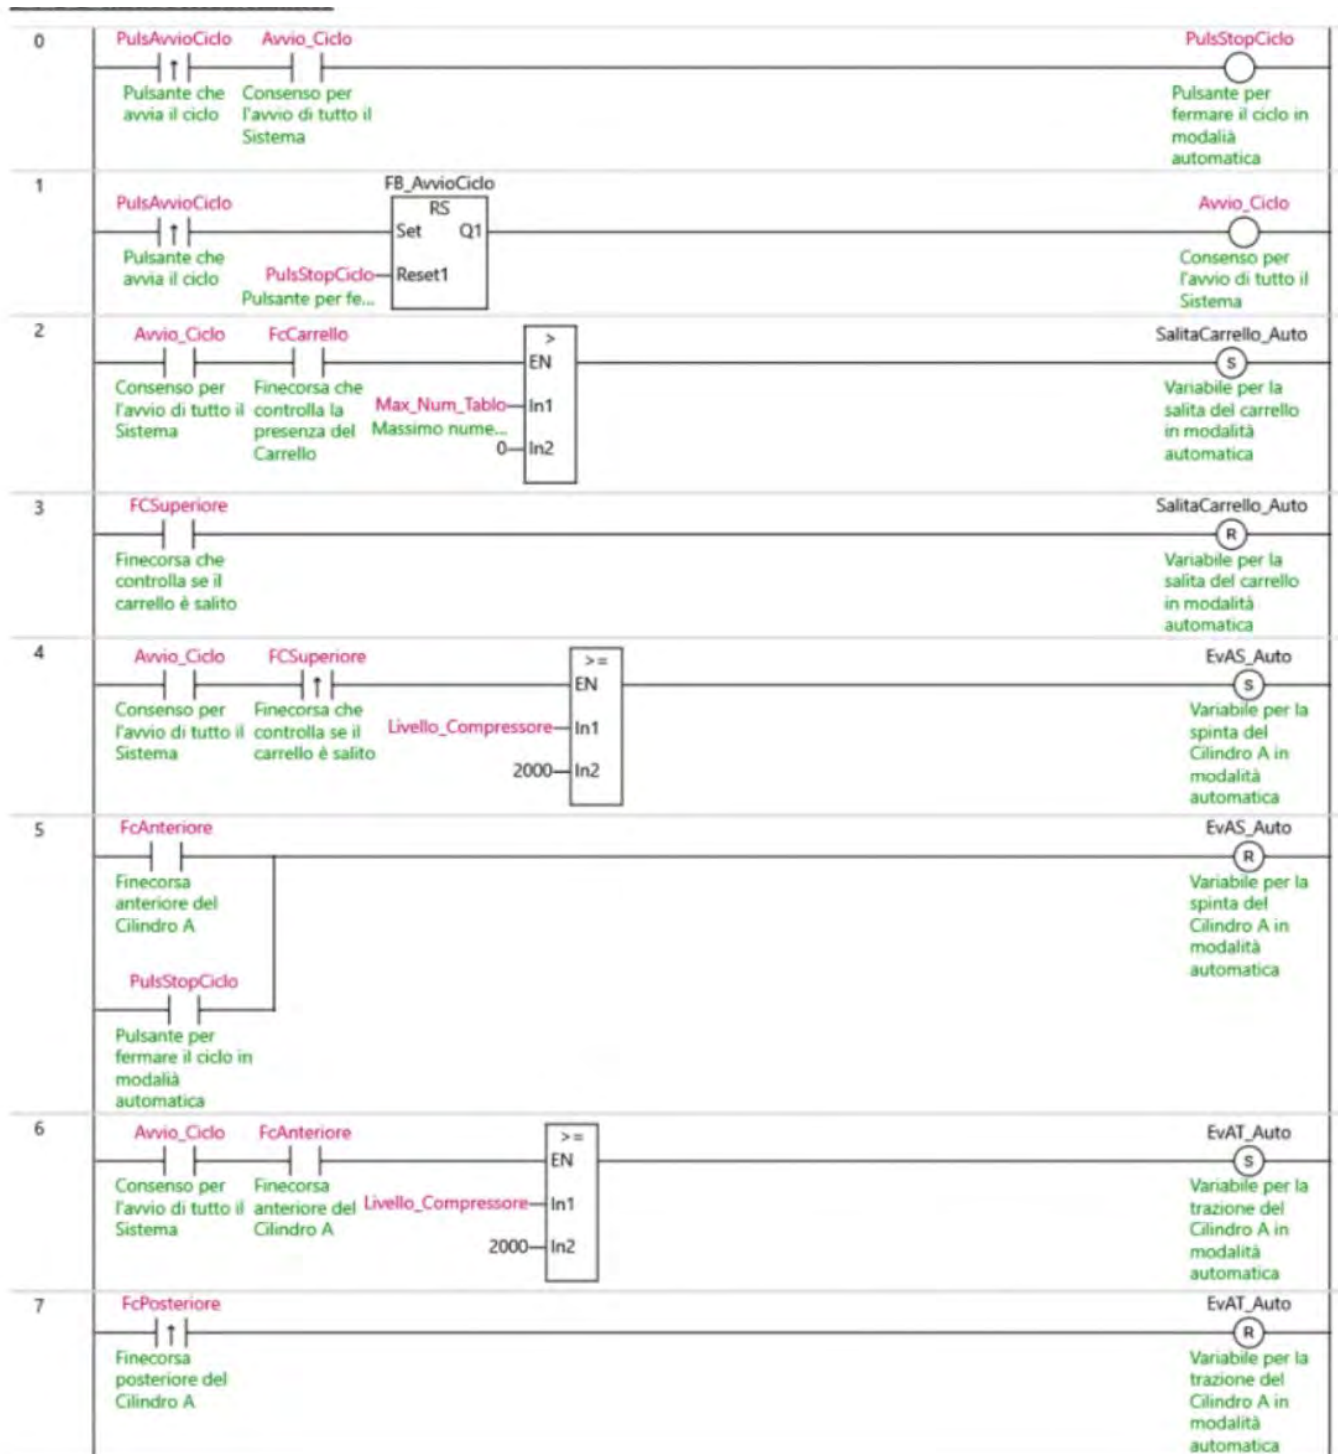 0
PulsAvvioCiclo Avvio_Ciclo PulsStopCiclo
Pulsante che
avvia il ciclo
Consenso per
l'avvio di tutto il
Sistema
Pulsante per
fermare il ciclo in
modalià
automatica
1
PulsAvvioCiclo
Pulsante che
avvia il ciclo
FB_AvvioCiclo
RS
Set Q1
PulsStopCiclo Reset1
Pulsante per fe...
Avvio_Ciclo
Consenso per
l'avvio di tutto il
Sistema
2
Avvio_Ciclo FcCarrello
Consenso per
l'avvio di tutto il
Sistema
Finecorsa che
controlla la
presenza del
Carrello
>
EN
Max_Num_Tablo In1
Massimo nume...
0 In2
SalitaCarrello_Auto
S
Variabile per la
salita del carrello
in modalità
automatica
3
FCSuperiore
Finecorsa che
controlla se il
carrello è salito
SalitaCarrello_Auto
R
Variabile per la
salita del carrello
in modalità
automatica
4
Avvio_Ciclo FCSuperiore
Consenso per
l'avvio di tutto il
Sistema
Finecorsa che
controlla se il
carrello è salito
>=
EN
Livello_Compressore In1
2000 In2
EvAS_Auto
S
Variabile per la
spinta del
Cilindro A in
modalità
automatica
5
FcAnteriore
Finecorsa
anteriore del
Cilindro A
PulsStopCiclo
Pulsante per
fermare il ciclo in
modalià
automatica
EvAS_Auto
R
Variabile per la
spinta del
Cilindro A in
modalità
automatica
6
Avvio_Ciclo FcAnteriore
Consenso per
l'avvio di tutto il
Sistema
Finecorsa
anteriore del
Cilindro A
>=
EN
Livello_Compressore In1
2000 In2
EvAT_Auto
S
Variabile per la
trazione del
Cilindro A in
modalità
automatica
7
FcPosteriore
Finecorsa
posteriore del
Cilindro A
EvAT_Auto
R
Variabile per la
trazione del
Cilindro A in
modalità
automatica